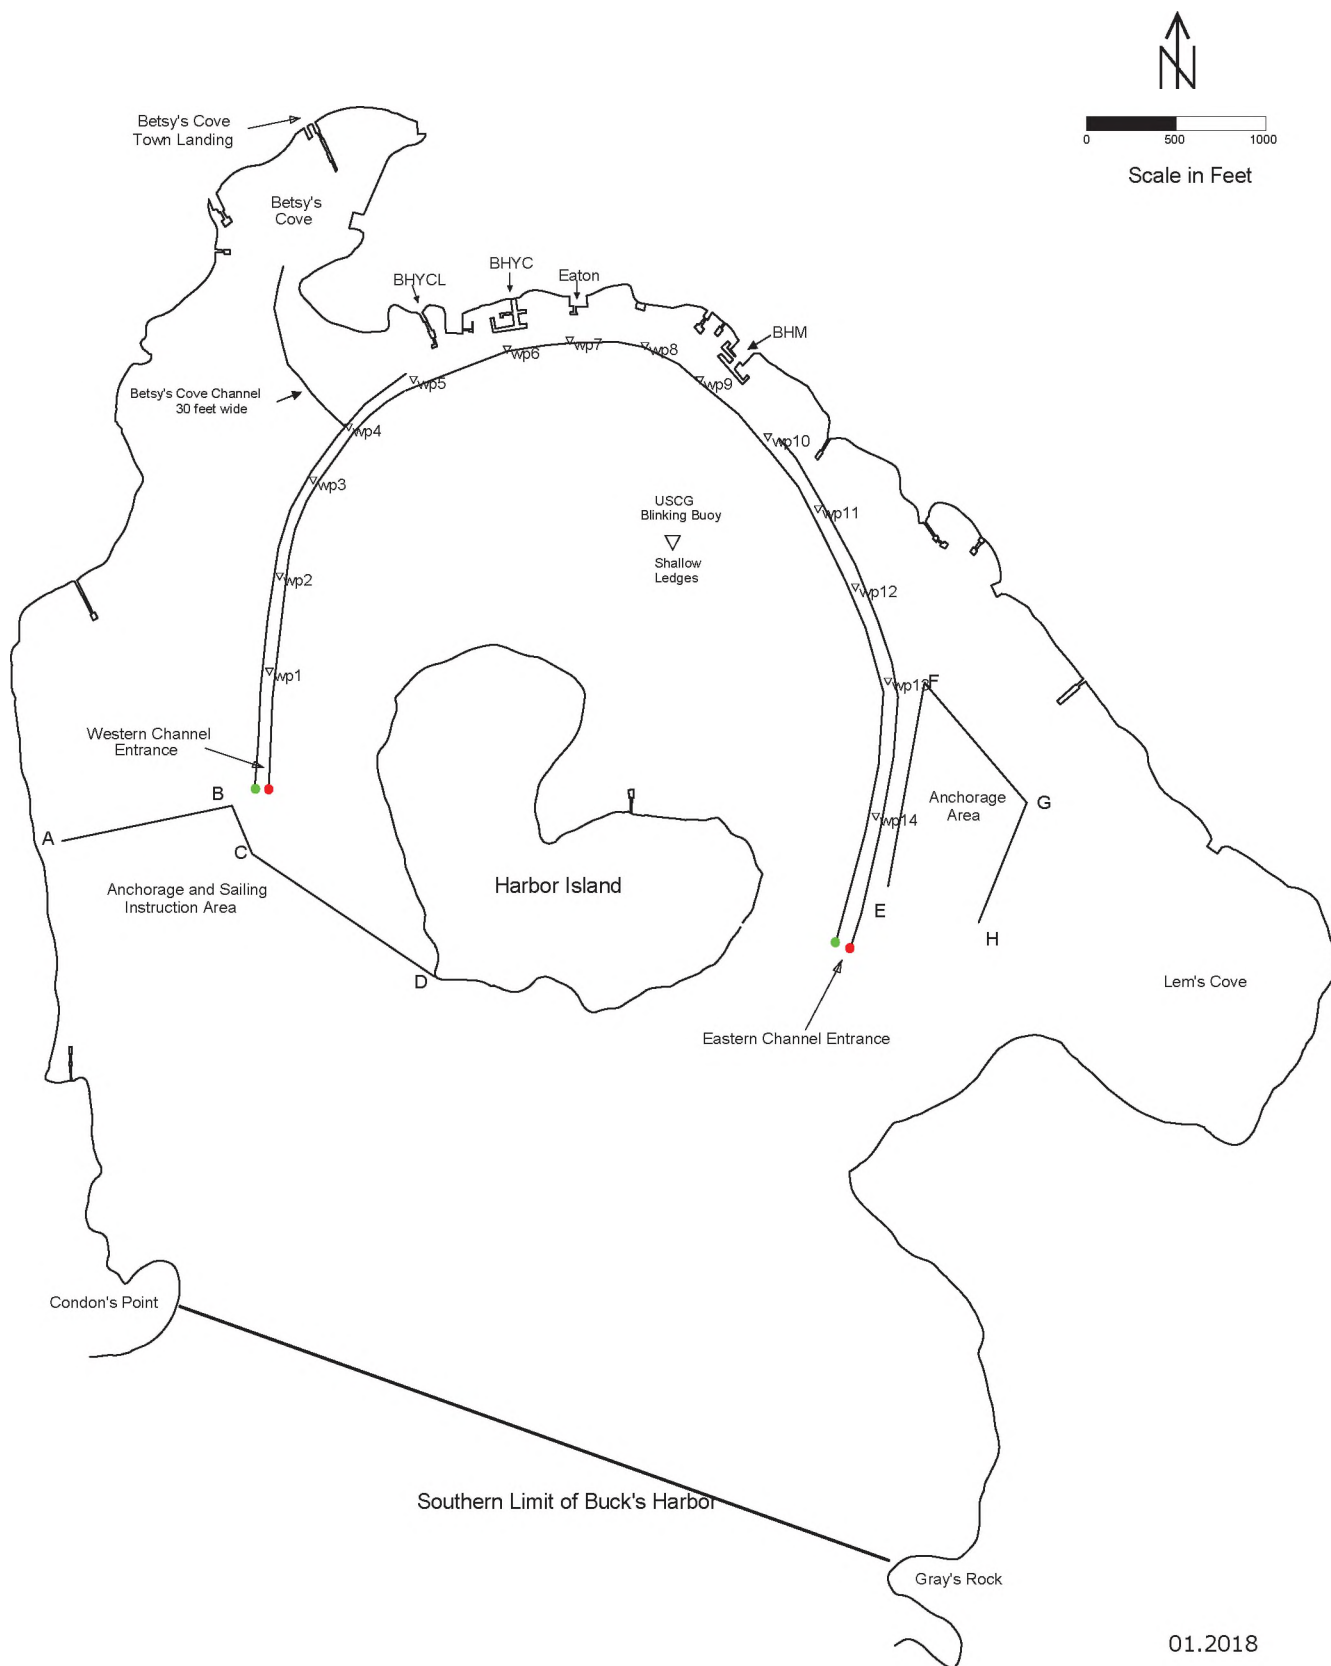 N
0 500 1000
Scale in Feet
Betsy's Cove
Town Landing
Betsy's
Cove
BHYCL
BHYC
Eaton
BHM
wp5
wp6
wp7
wp8
wp9
Betsy's Cove Channel
30 feet wide
wp4
wp10
wp3
wp11
USCG
Blinking Buoy
Shallow
Ledges
wp2
wp12
wp1
wp13
F
Western Channel
Entrance
B
A
C
Anchorage
Area
G
wp14
Anchorage and Sailing
Instruction Area
Harbor Island
E
H
D
Lem's Cove
Eastern Channel Entrance
Condon's Point
Southern Limit of Buck's Harbor
Gray's Rock
01.2018